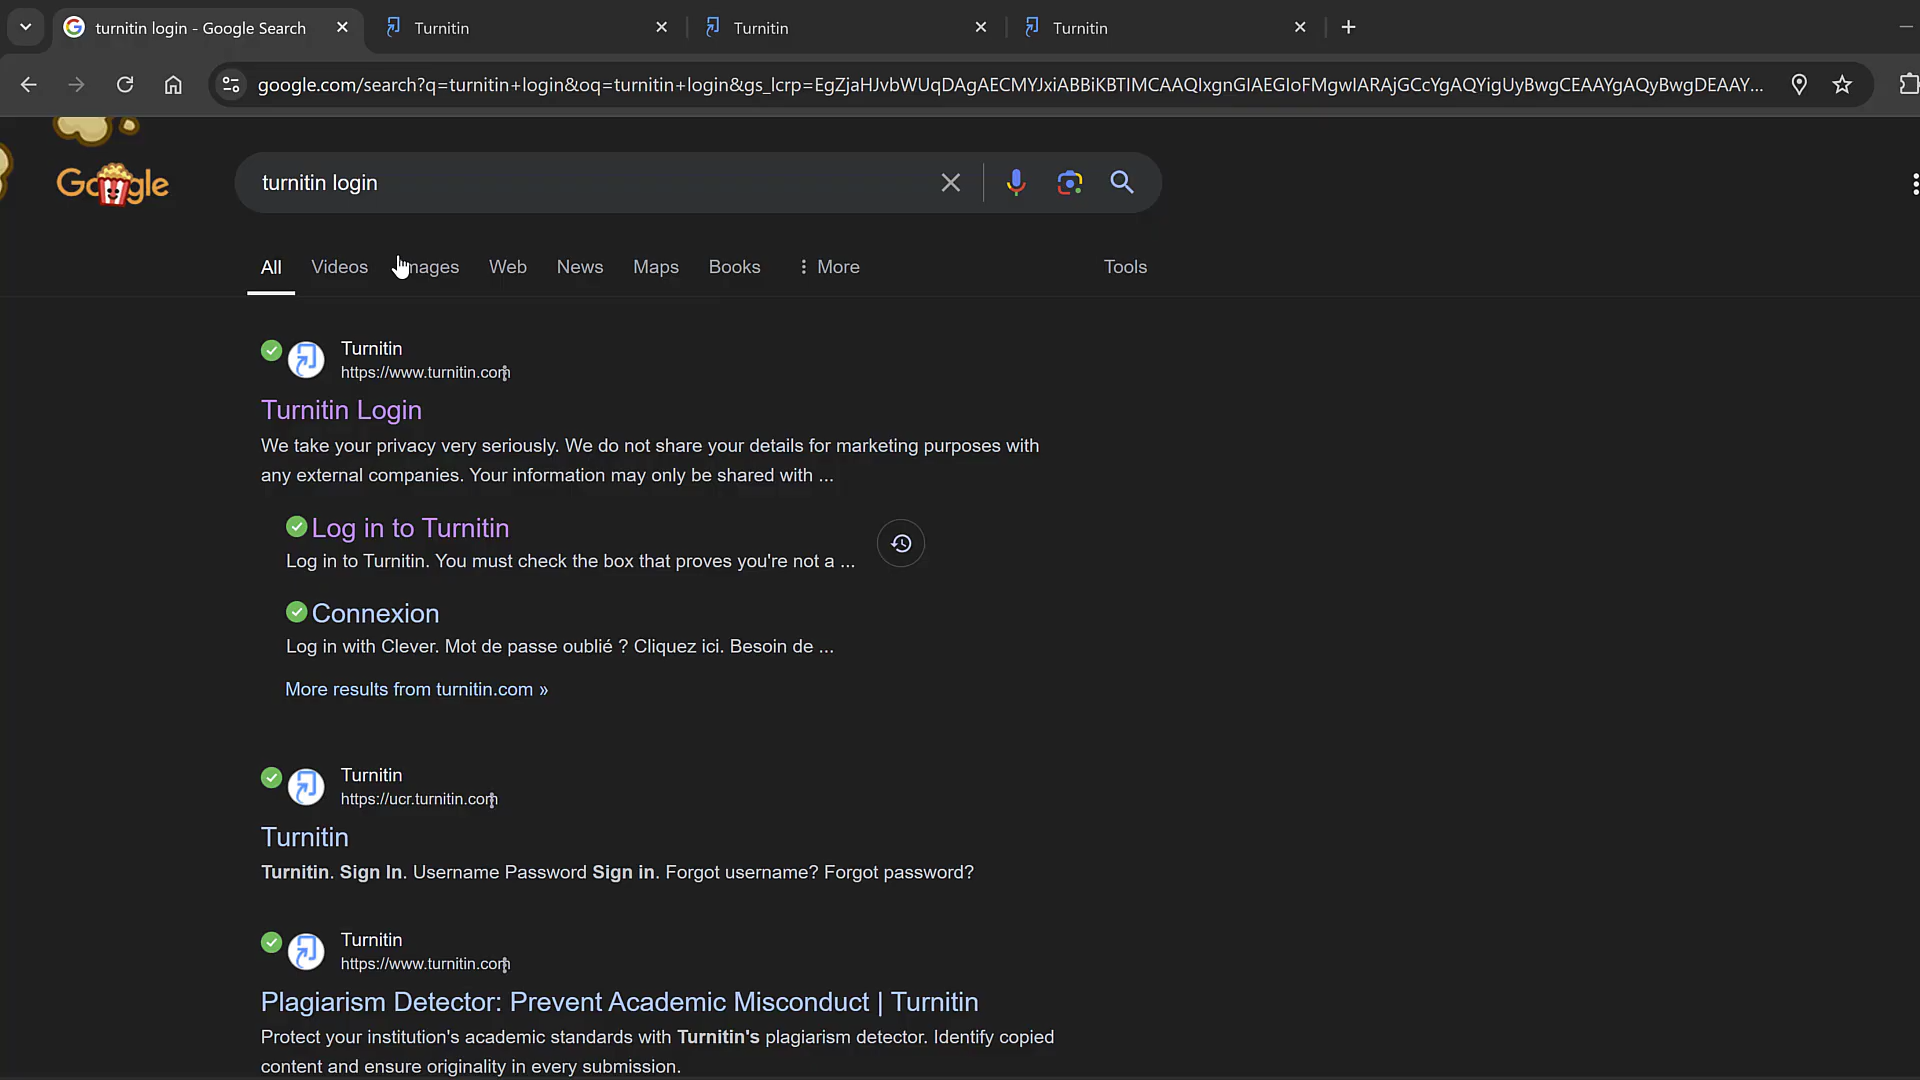 turnitin login - Google Search
Turnitin
Turnitin
Turnitin
google.com/search?q=turnitin+login&oq=turnitin+login&gs_lcrp=EgZjaHJvbWUqDAgAECMYJxiABBiKBTIMCAAQIxgnGIAEGIoFMgwIARAjGCcYgAQYigUyBwgCEAAYgAQyBwgDEAAY...
Google
turnitin login
All Videos Images Web News Maps Books More Tools
Turnitin
https://www.turnitin.com
Turnitin Login
We take your privacy very seriously. We do not share your details for marketing purposes with
any external companies. Your information may only be shared with ...
Log in to Turnitin
Log in to Turnitin. You must check the box that proves you're not a ...
Connexion
Log in with Clever. Mot de passe oublié ? Cliquez ici. Besoin de ...
More results from turnitin.com »
Turnitin
https://ucr.turnitin.com
Turnitin
Turnitin. Sign In. Username Password Sign in. Forgot username? Forgot password?
Turnitin
https://www.turnitin.com
Plagiarism Detector: Prevent Academic Misconduct | Turnitin
Protect your institution's academic standards with Turnitin's plagiarism detector. Identify copied
content and ensure originality in every submission.